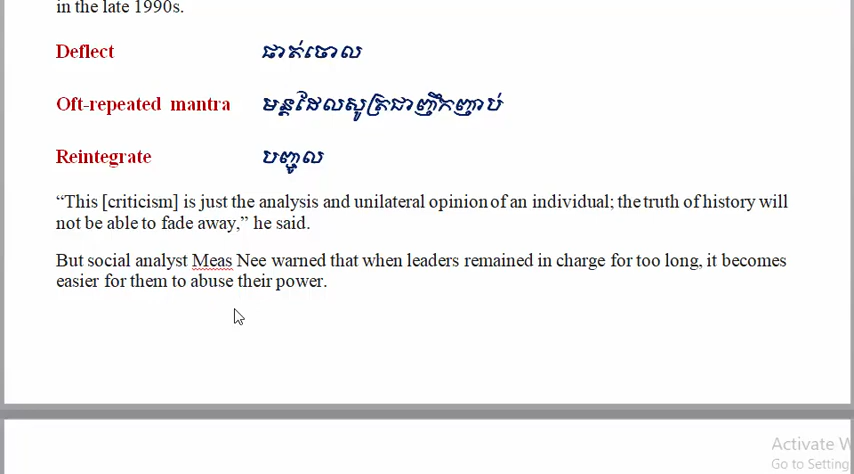 in the late 1990s.
Deflect ផាត់ចោល
Oft-repeated mantra មន្តដែលសូត្រជាញឹកញាប់
Reintegrate បញ្ចូល
“This [criticism] is just the analysis and unilateral opinion of an individual; the truth of history will
not be able to fade away,” he said.
But social analyst Meas Nee warned that when leaders remained in charge for too long, it becomes
easier for them to abuse their power.
Activate W
Go to Setting